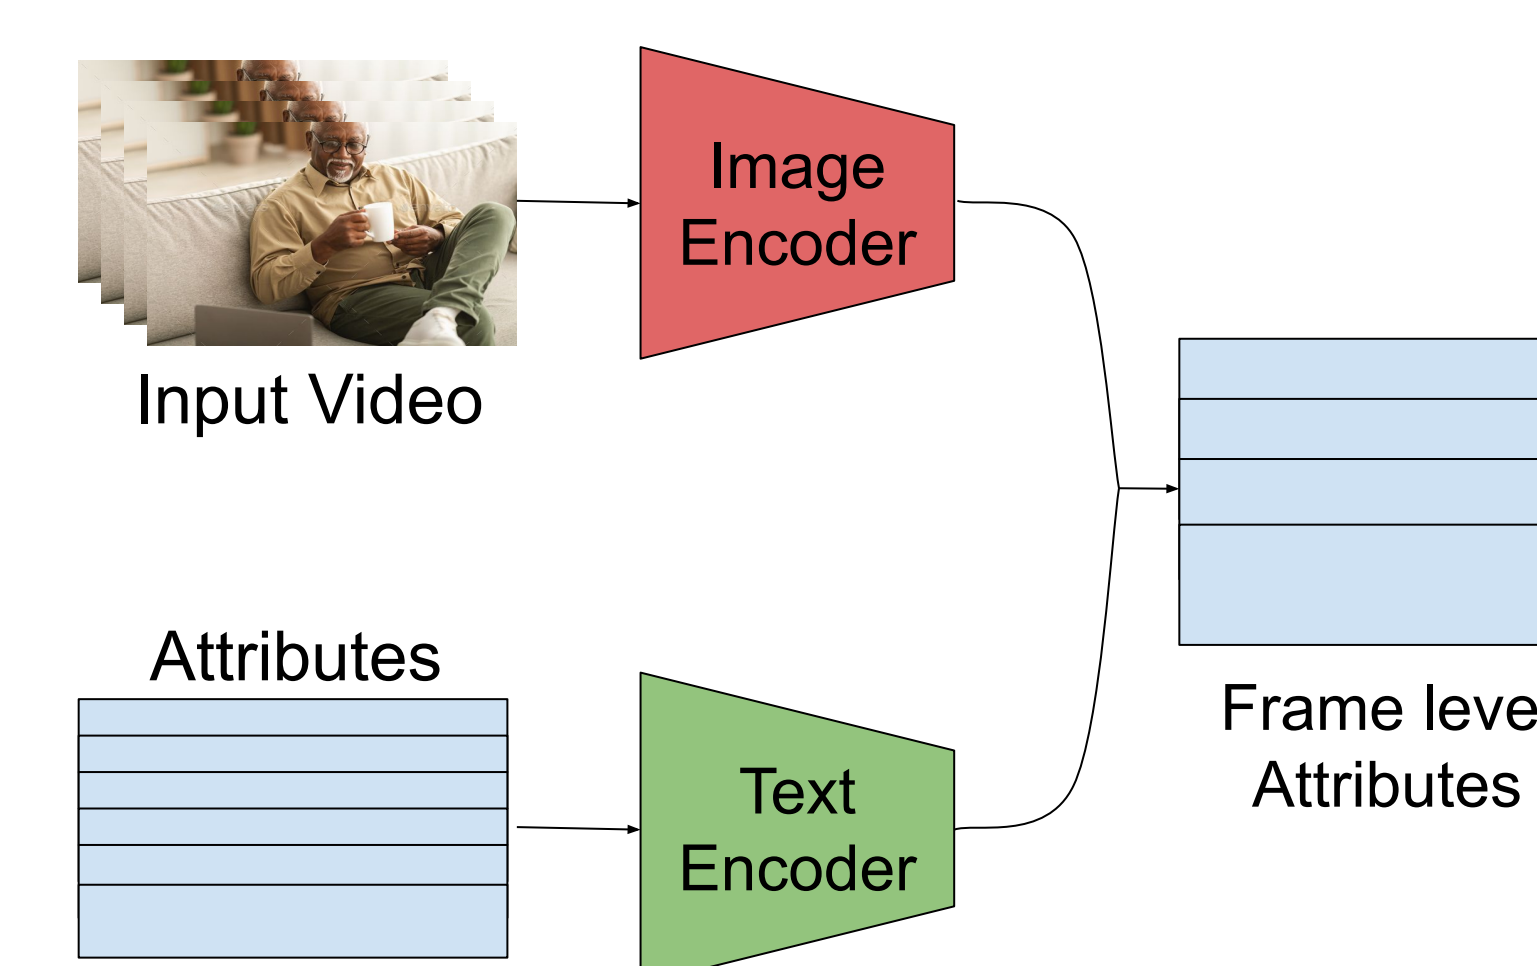 Image
Encoder
Input Video
Attributes
Text
Encoder
Frame leve
Attributes